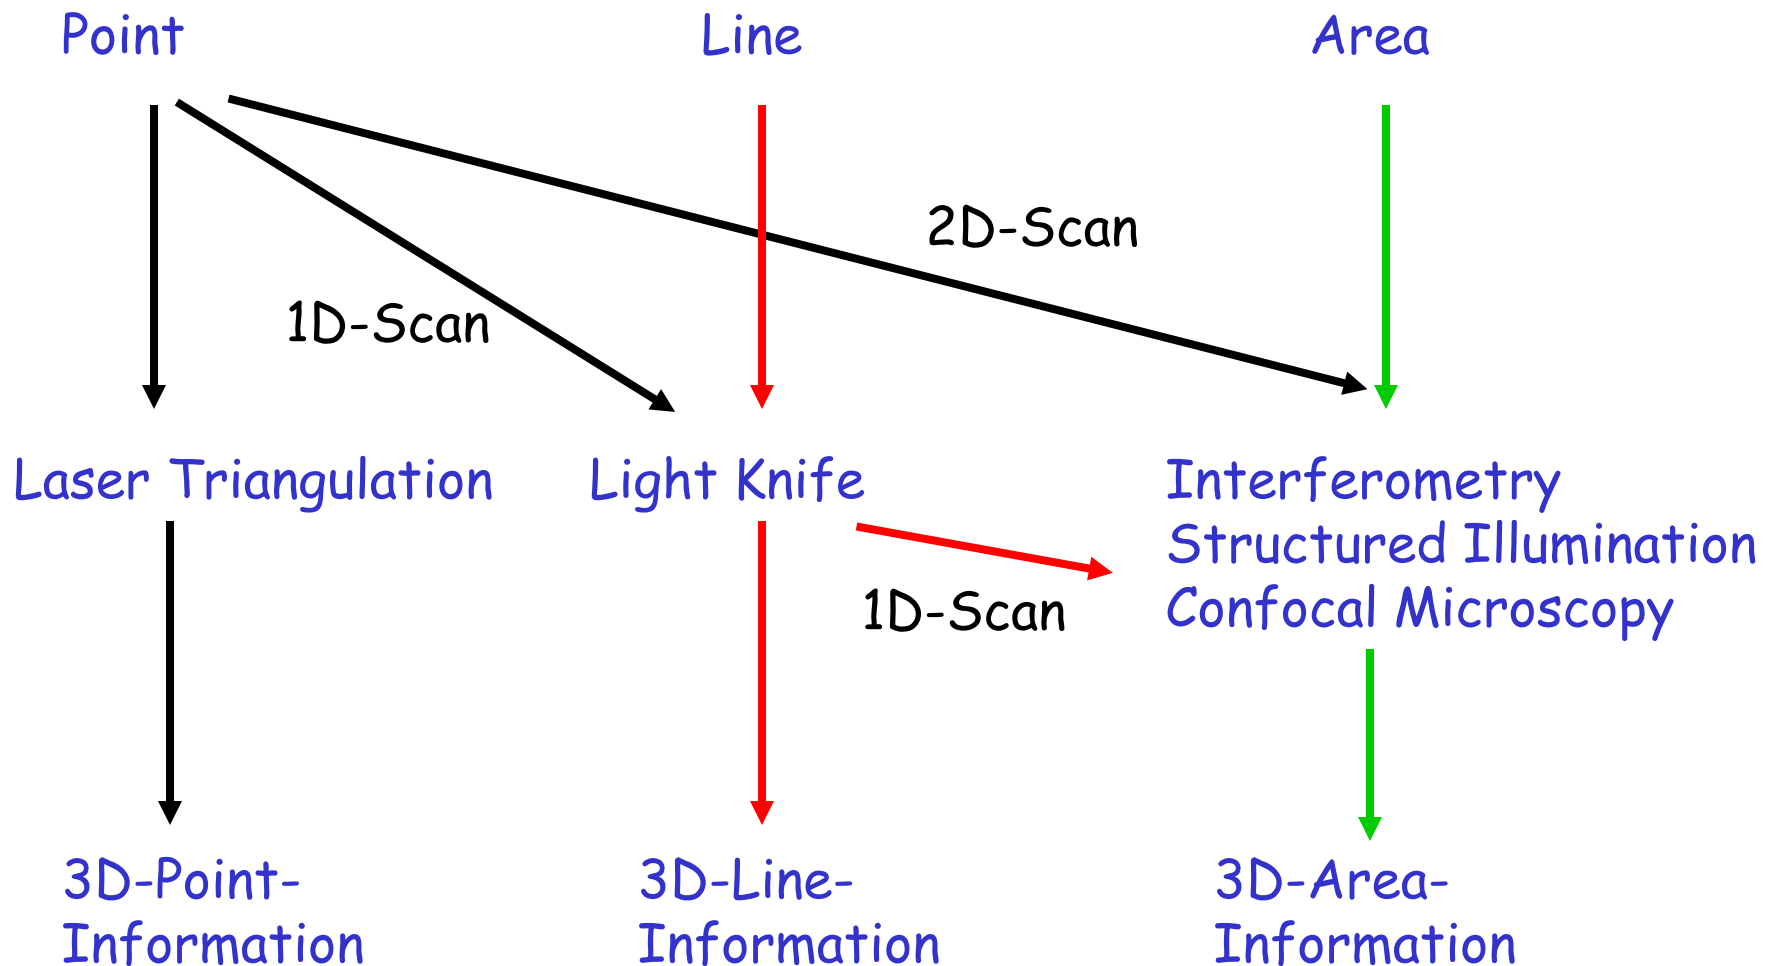 Point
Line
Area
2D-Scan
1D-Scan
Laser Triangulation
Light Knife
Interferometry
Structured Illumination
Confocal Microscopy
1D-Scan
3D-Point-
Information
3D-Line-
Information
3D-Area-
Information